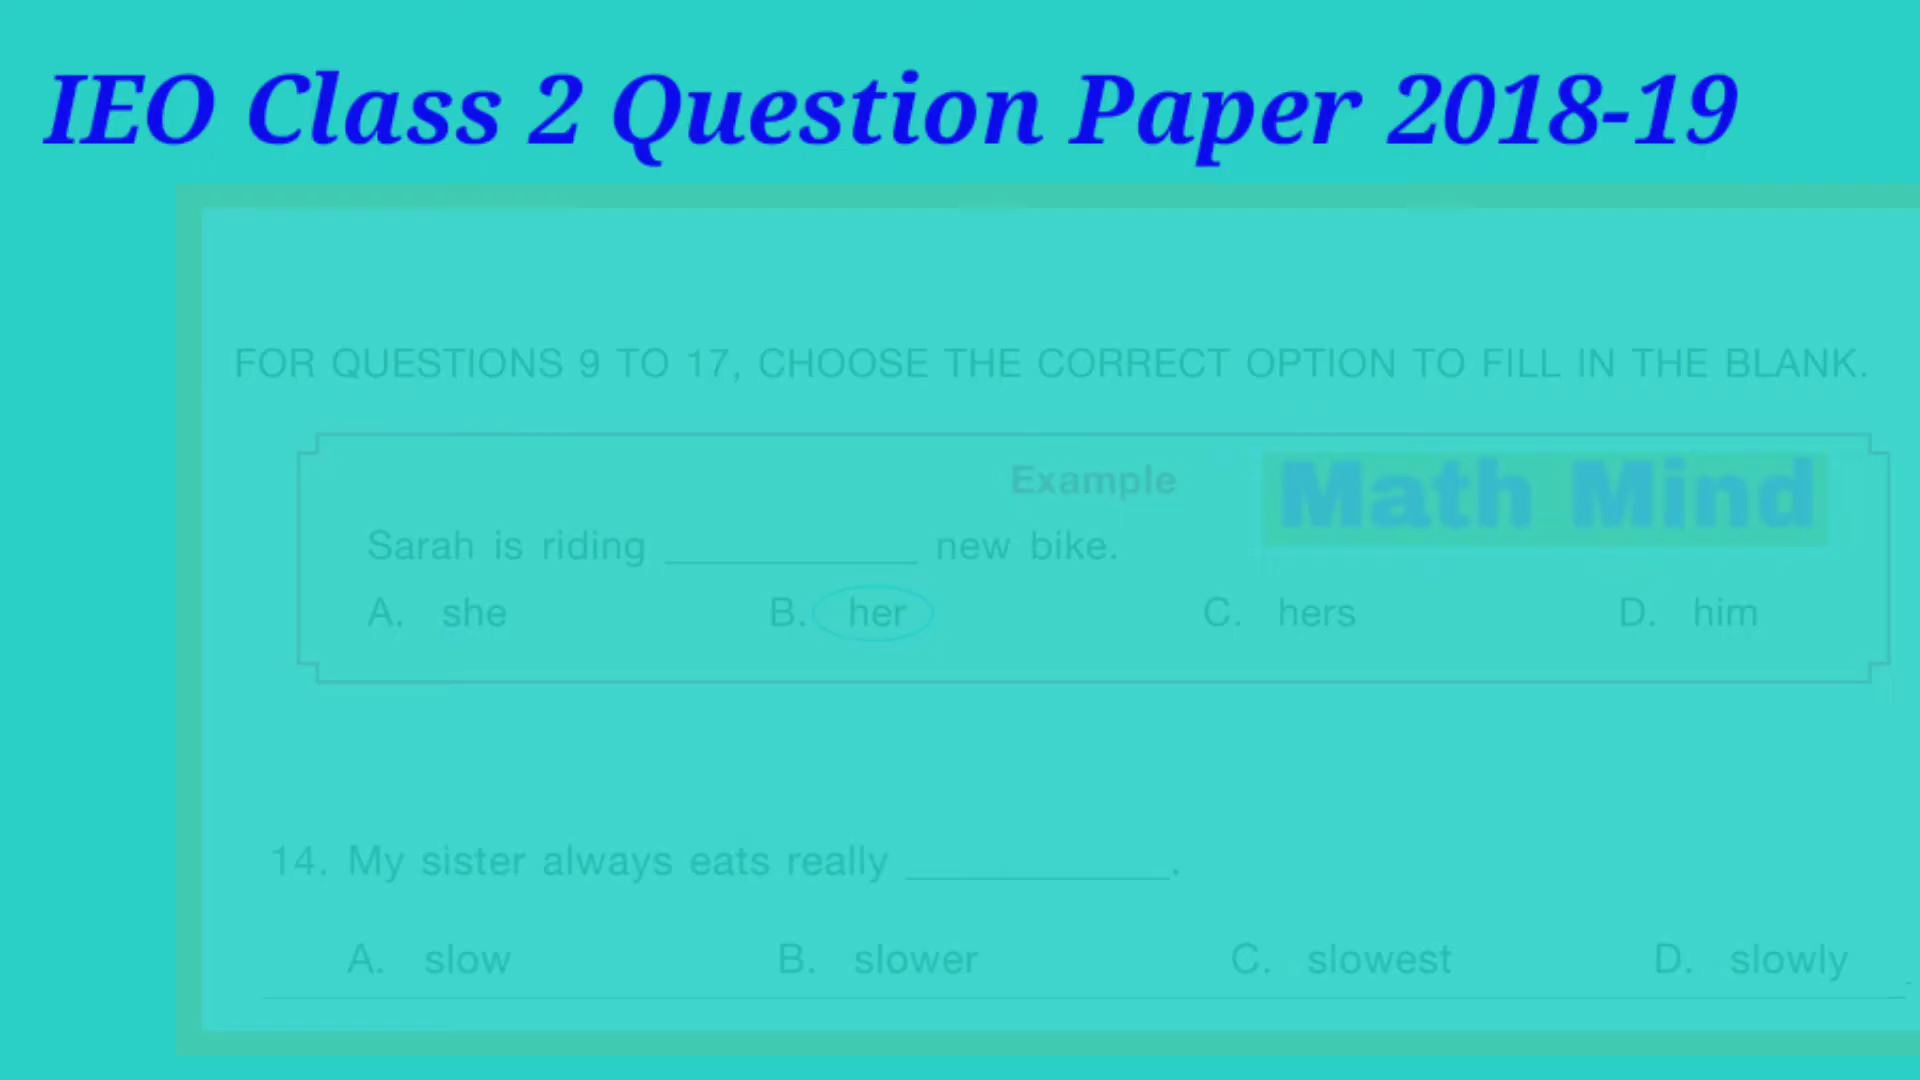 IEO Class 2 Question Paper 2018-19
FOR QUESTIONS 9 TO 17, CHOOSE THE CORRECT OPTION TO FILL IN THE BLANK.
Example
Math Mind
Sarah is riding ____________ new bike.
A. she B. her C. hers D. him
14. My sister always eats really ____________.
A. slow B. slower C. slowest D. slowly